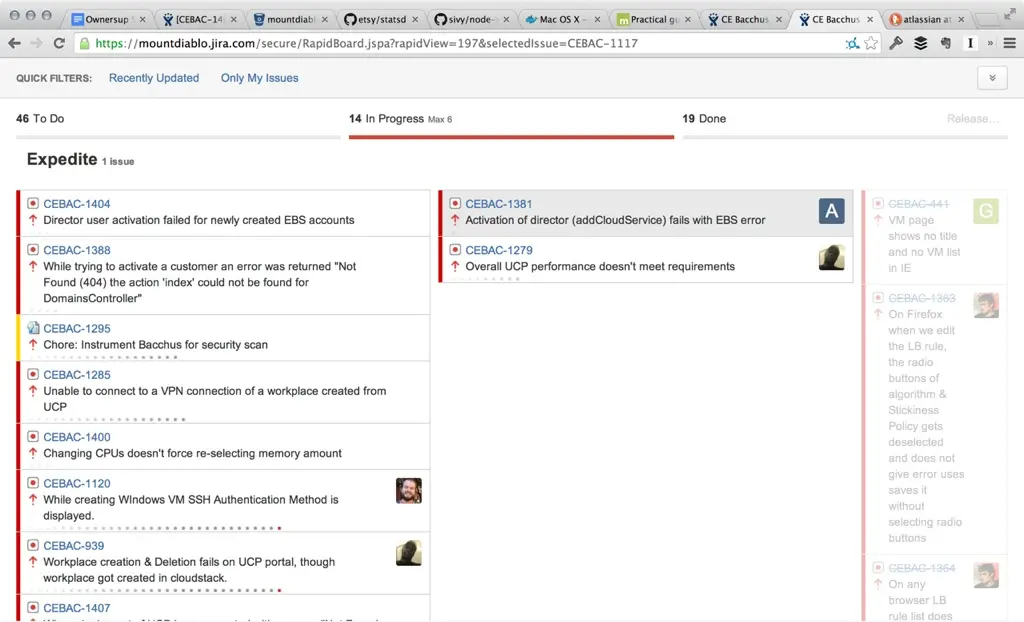 Ownersup
[CEBAC-14
mountdiabl
etsy/statsd
sivy/node-
Mac OS X –
Practical gu
CE Bacchus
CE Bacchus
atlassian at
https://mountdiablo.jira.com/secure/RapidBoard.jspa?rapidView=197&selectedIssue=CEBAC-1117
QUICK FILTERS: Recently Updated Only My Issues
46 To Do
14 In Progress Max 6
19 Done
Release...
Expedite 1 issue
CEBAC-1404
Director user activation failed for newly created EBS accounts
CEBAC-1388
While trying to activate a customer an error was returned "Not
Found (404) the action 'index' could not be found for
DomainsController"
CEBAC-1295
Chore: Instrument Bacchus for security scan
CEBAC-1285
Unable to connect to a VPN connection of a workplace created from
UCP
CEBAC-1400
Changing CPUs doesn't force re-selecting memory amount
CEBAC-1120
While creating WIndows VM SSH Authentication Method is
displayed.
CEBAC-939
Workplace creation & Deletion fails on UCP portal, though
workplace got created in cloudstack.
CEBAC-1407
CEBAC-1381
Activation of director (addCloudService) fails with EBS error
A
CEBAC-1279
Overall UCP performance doesn't meet requirements
CEBAC-441
G
VM page
shows no title
and no VM list
in IE
CEBAC-1363
On Firefox
when we edit
the LB rule,
the radio
buttons of
algorithm &
Stickiness
Policy gets
deselected
and does not
give error uses
saves it
without
selecting radio
buttons
CEBAC-1364
On any
browser LB
rule list does